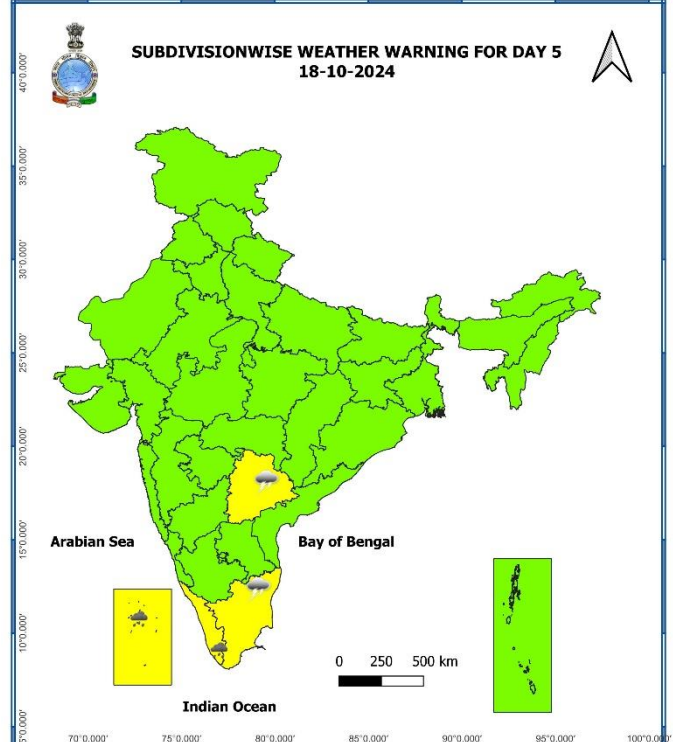 SUBDIVISIONWISE WEATHER WARNING FOR DAY 5
18-10-2024
40°0.000'
35°0.000'
30°0.000'
25°0.000'
20°0.000'
15°0.000'
10°0.000'
5°0.000'
Arabian Sea
Bay of Bengal
0 250 500 km
Indian Ocean
70°0.000' 75°0.000' 80°0.000' 85°0.000' 90°0.000' 95°0.000' 100°0.000'